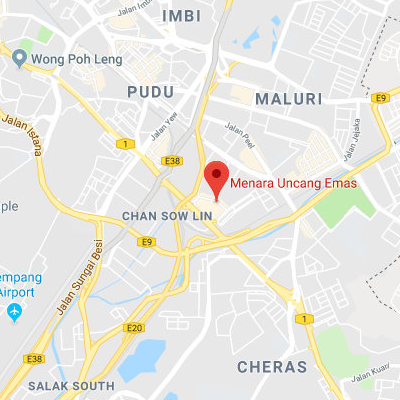 IMBI
Jalan Imbi
Wong Poh Leng
PUDU
MALURI
E9
Jalan Istana
1
Jalan Yew
Jalan Peel
Jalan Jejaka
E38
Menara Uncang Emas
ple
CHAN SOW LIN
E9
Jalan Sungai Besi
empang
Airport
1
E20
E38
CHERAS
SALAK SOUTH
Jalan Kuari